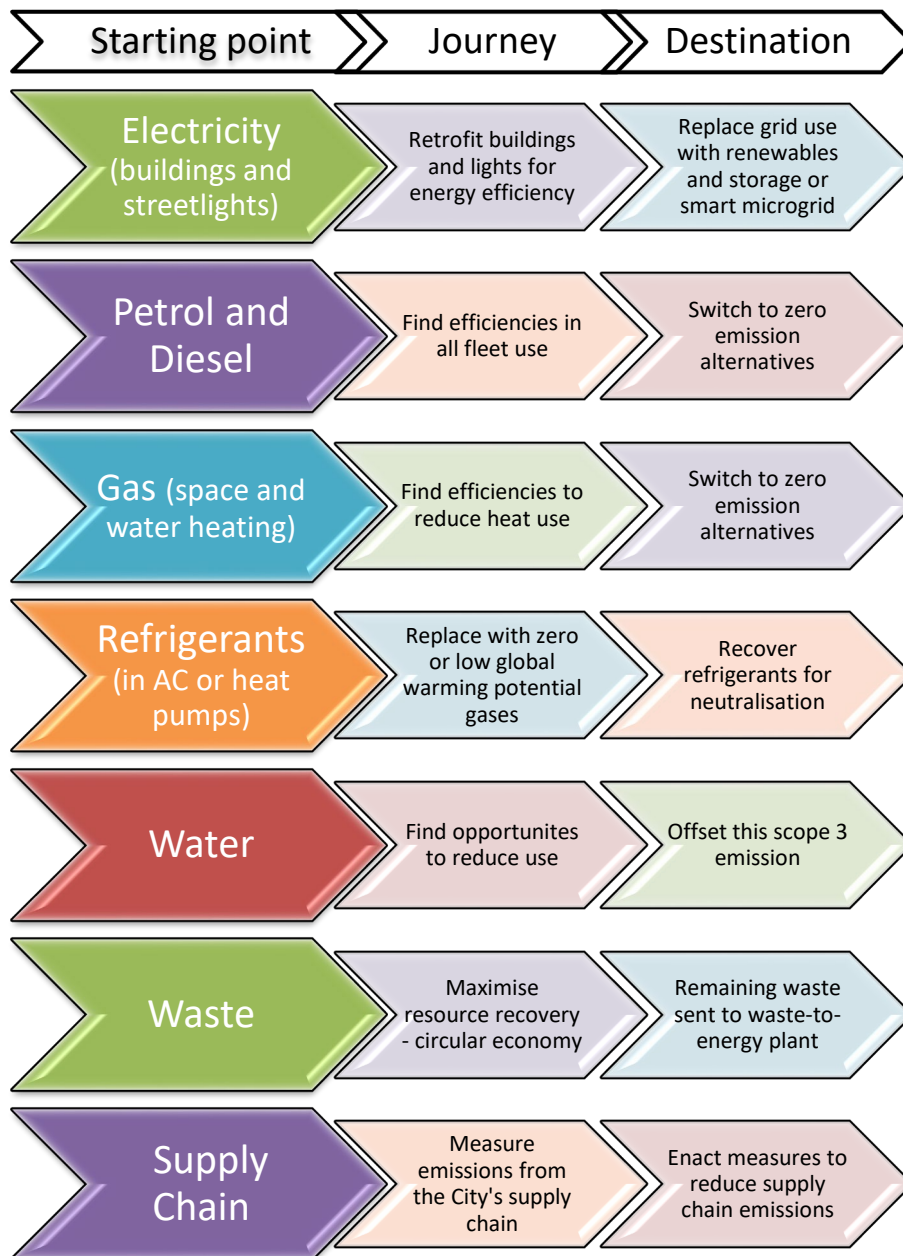 Starting point
Journey
Destination
Electricity
(buildings and
streetlights)
Retrofit buildings
and lights for
energy efficiency
Replace grid use
with renewables
and storage or
smart microgrid
Petrol and
Diesel
Find efficiencies in
all fleet use
Switch to zero
emission
alternatives
Gas (space and
water heating)
Find efficiencies to
reduce heat use
Switch to zero
emission
alternatives
Refrigerants
(in AC or heat
pumps)
Replace with zero
or low global
warming potential
gases
Recover
refrigerants for
neutralisation
Water
Find opportunites
to reduce use
Offset this scope 3
emission
Waste
Maximise
resource recovery
- circular economy
Remaining waste
sent to waste-to-
energy plant
Supply
Chain
Measure
emissions from
the City's supply
chain
Enact measures to
reduce supply
chain emissions